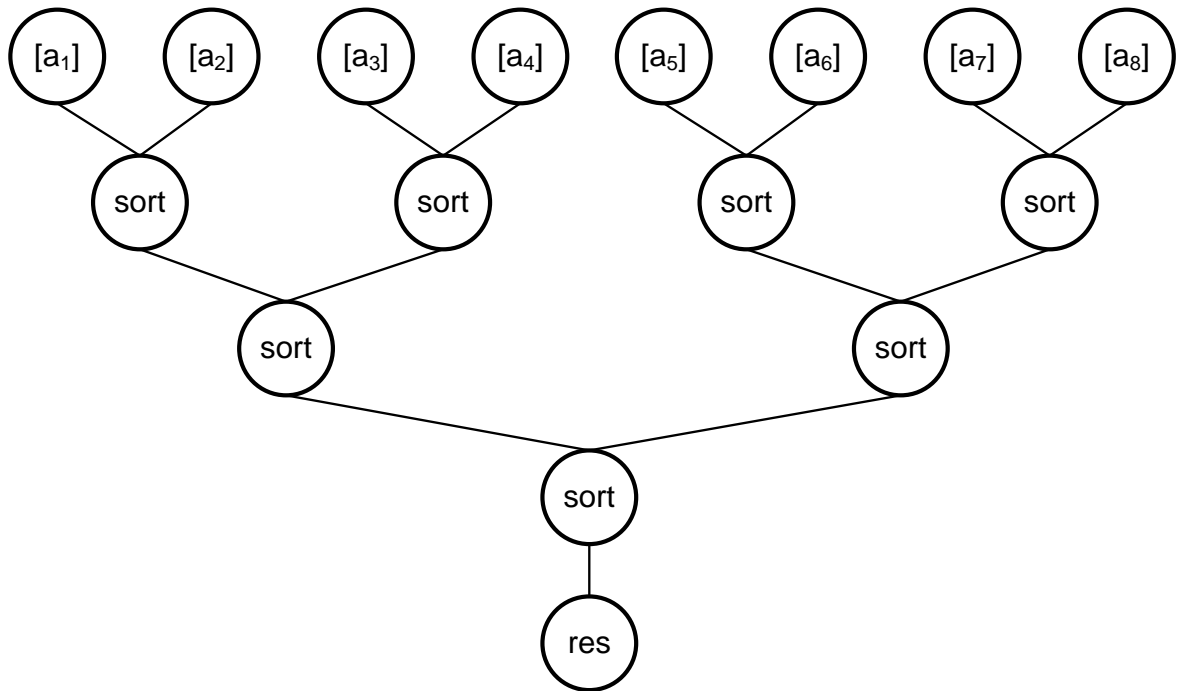 [a₁] [a₂] [a₃] [a₄] [a₅] [a₆] [a₇] [a₈]
sort sort sort sort
sort sort
sort
res